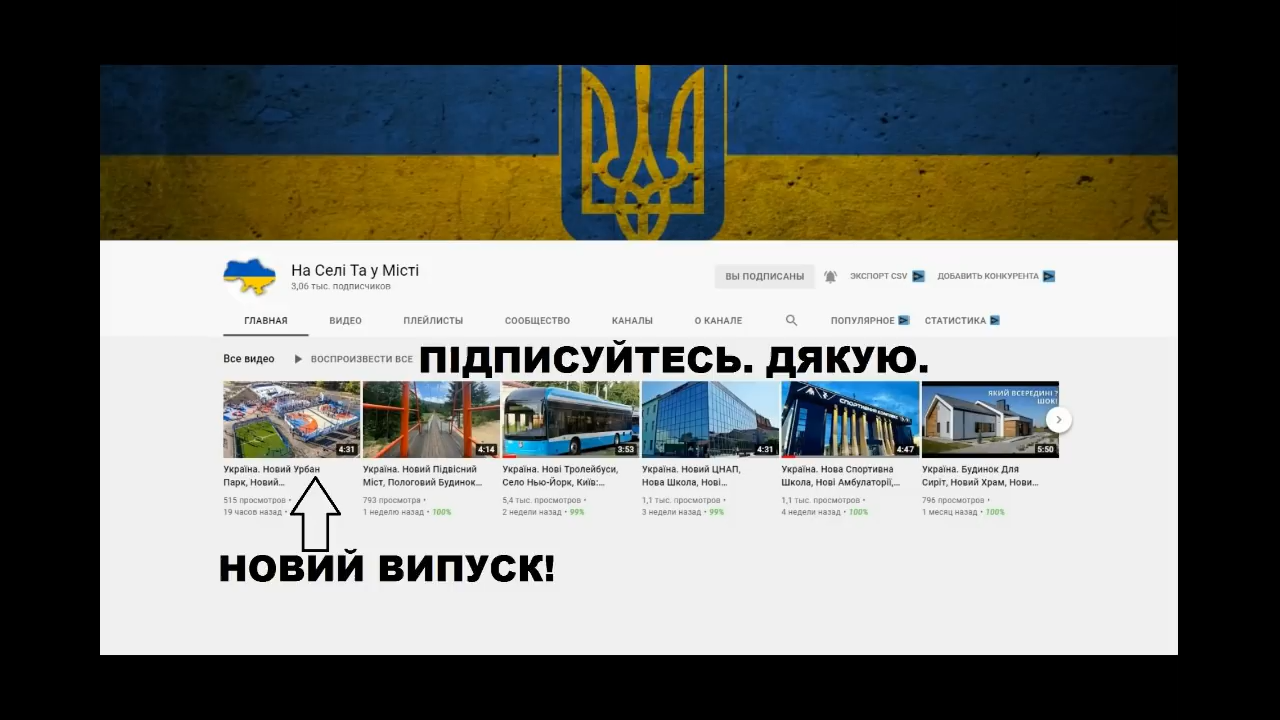 На Селі Та у Місті
3,06 тыс. подписчиков
ВЫ ПОДПИСАНЫ
ЭКСПОРТ CSV
ДОБАВИТЬ КОНКУРЕНТА
ГЛАВНАЯ ВИДЕО ПЛЕЙЛИСТЫ СООБЩЕСТВО КАНАЛЫ О КАНАЛЕ ПОПУЛЯРНОЕ СТАТИСТИКА
Все видео ВОСПРОИЗВЕСТИ ВСЕ
ПІДПИСУЙТЕСЬ. ДЯКУЮ.
4:31
Україна. Новий Урбан
Парк, Новий...
515 просмотров •
19 часов назад •
4:14
Україна. Новий Підвісний
Міст, Пологовий Будинок...
793 просмотра •
1 неделю назад • 100%
3:53
Україна. Нові Тролейбуси,
Село Нью-Йорк, Київ:...
5,4 тыс. просмотров •
2 недели назад • 99%
4:31
Україна. Новий ЦНАП,
Нова Школа, Нові...
1,1 тыс. просмотров •
3 недели назад • 99%
СПОРТИВНИЙ КОМПЛЕКС
4:47
Україна. Нова Спортивна
Школа, Нові Амбулаторії,...
1,1 тыс. просмотров •
4 недели назад • 100%
ЯКИЙ ВСЕРЕДИНІ ?
ШОК!
5:50
Україна. Будинок Для
Сиріт, Новий Храм, Нови...
796 просмотров •
1 месяц назад • 100%
НОВИЙ ВИПУСК!